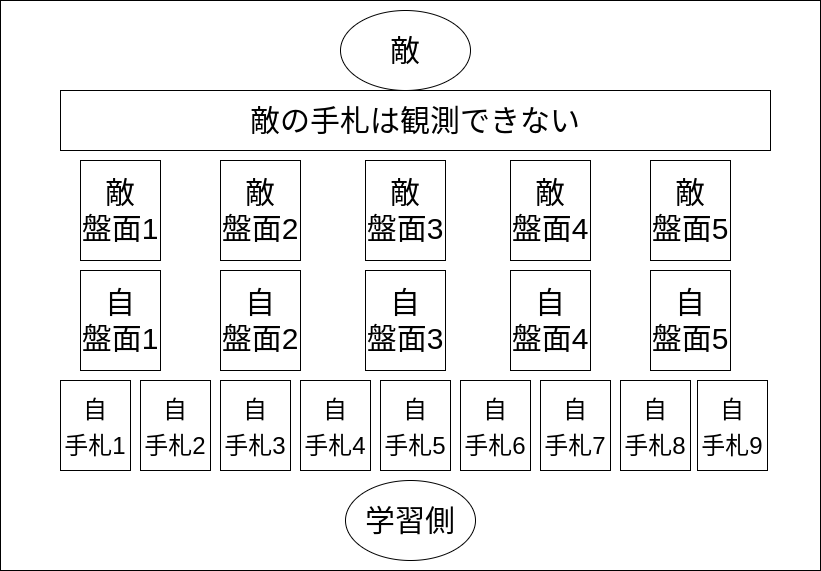 敵
敵の手札は観測できない
敵 敵 敵 敵 敵
盤面1 盤面2 盤面3 盤面4 盤面5
自 自 自 自 自
盤面1 盤面2 盤面3 盤面4 盤面5
自 自 自 自 自 自 自 自 自
手札1 手札2 手札3 手札4 手札5 手札6 手札7 手札8 手札9
学習側